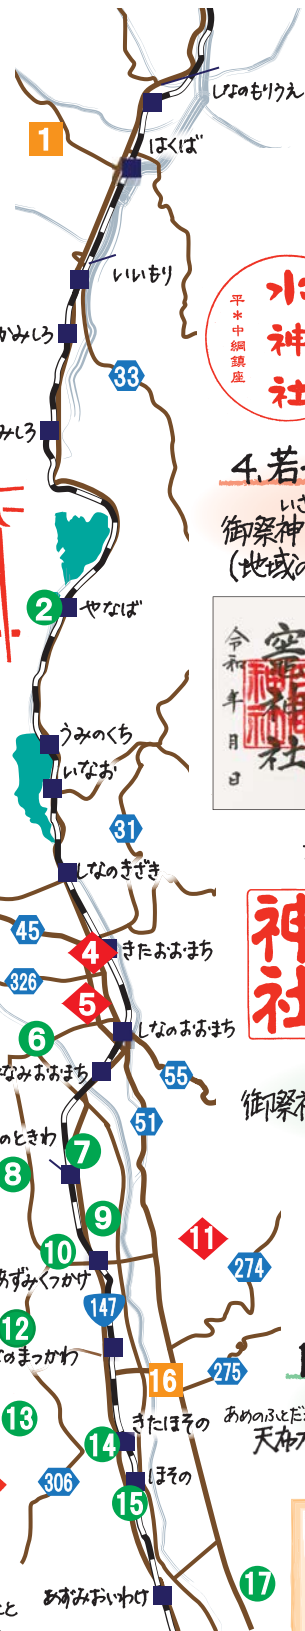 しなのもりうえ
1
はくば
いいもり
かみしろ
みしろ
33
平*中綱鎮座
水
神
社
4.若
いさ
御祭神
(地域の
2
やなば
令和 年 月 日
神社
うみのくち
いなお
31
しなのきざき
45
4
きたおおまち
326
5
神
社
6
しなのおおまち
なみおおまち
55
51
御祭神
のときわ
7
8
9
11
10
274
あずみくつかけ
147
12
のまつかわ
16
275
13
きたほその
あめのふとだ
天布
14
306
ほその
15
17
あずみおいわけ
と